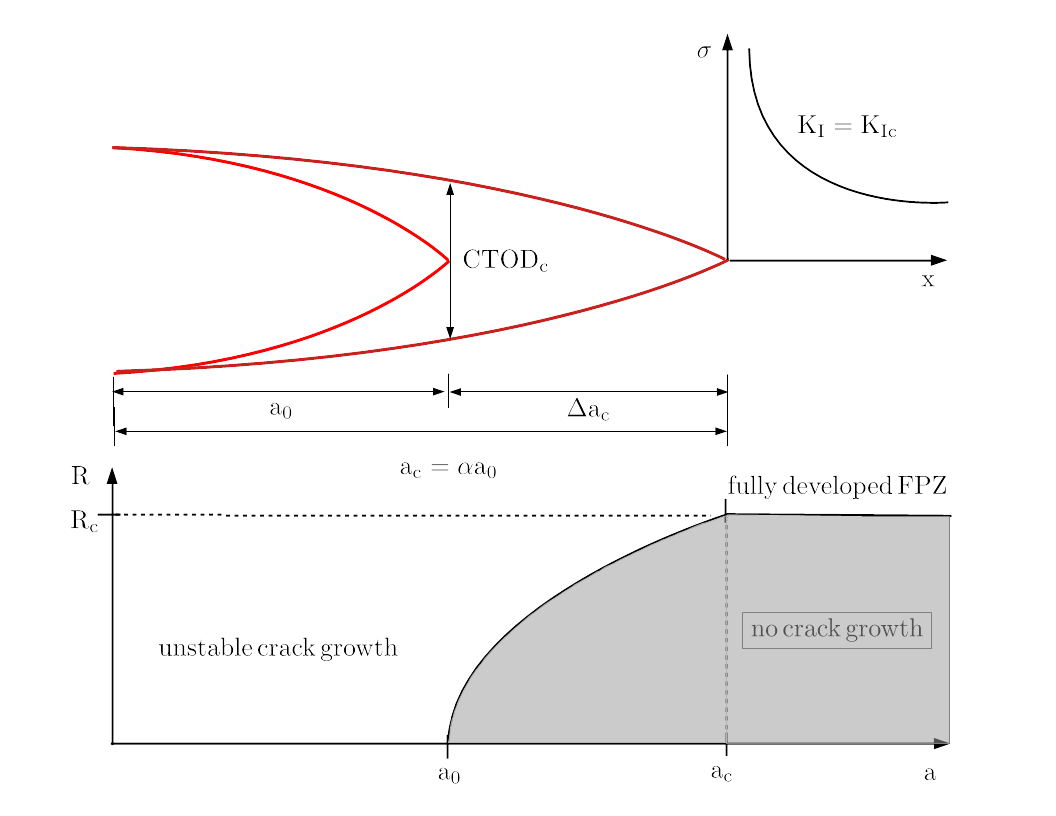 σ
K_I = K_Ic
CTOD_c
x
a_0
Δa_c
a_c = αa_0
R
fully developed FPZ
R_c
no crack growth
unstable crack growth
a_0
a_c
a